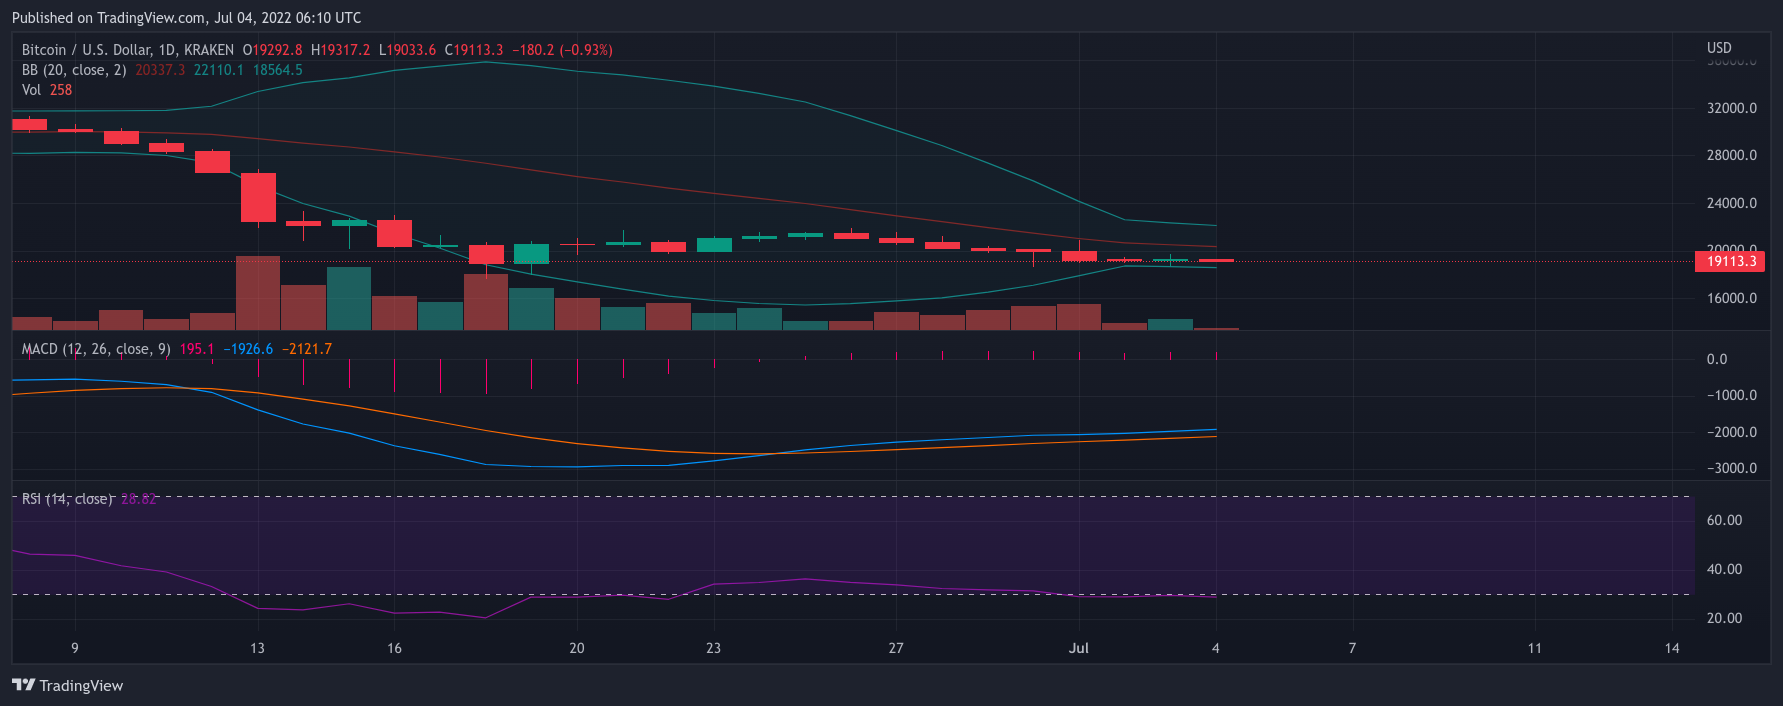 Published on TradingView.com, Jul 04, 2022 06:10 UTC
Bitcoin / U.S. Dollar, 1D, KRAKEN O19292.8 H19317.2 L19033.6 C19113.3 −180.2 (−0.93%)
BB (20, close, 2) 20337.3 22110.1 18564.5
Vol 258
USD
36000.0
32000.0
28000.0
24000.0
20000.0
19113.3
16000.0
MACD (12, 26, close, 9) 195.1 −1926.6 −2121.7
0.0
−1000.0
−2000.0
−3000.0
RSI (14, close) 28.82
60.00
40.00
20.00
9 13 16 20 23 27 Jul 4 7 11 14
TradingView